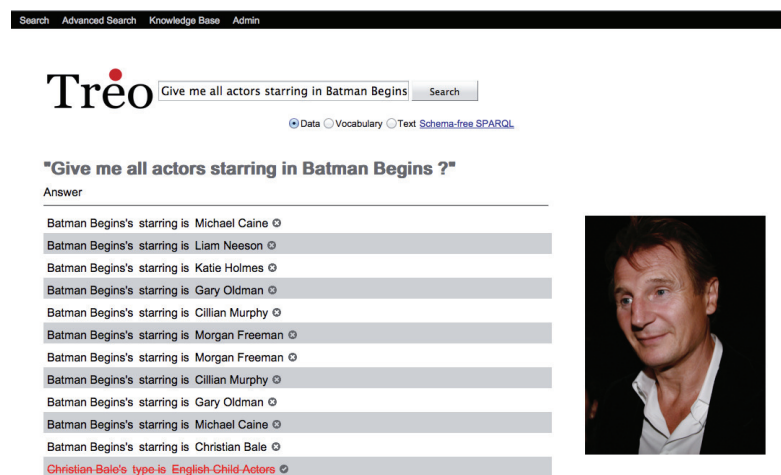 Search Advanced Search Knowledge Base Admin
Trēo Give me all actors starring in Batman Begins Search
Data Vocabulary Text Schema-free SPARQL
"Give me all actors starring in Batman Begins ?"
Answer
Batman Begins's starring is Michael Caine
Batman Begins's starring is Liam Neeson
Batman Begins's starring is Katie Holmes
Batman Begins's starring is Gary Oldman
Batman Begins's starring is Cillian Murphy
Batman Begins's starring is Morgan Freeman
Batman Begins's starring is Morgan Freeman
Batman Begins's starring is Cillian Murphy
Batman Begins's starring is Gary Oldman
Batman Begins's starring is Michael Caine
Batman Begins's starring is Christian Bale
Christian Bale's type is English Child Actors